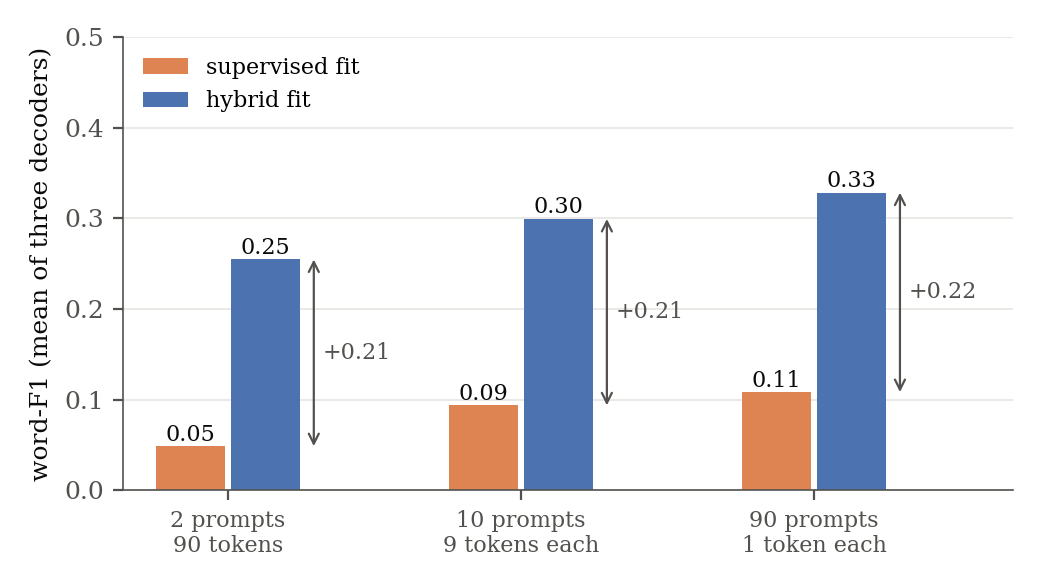 word-F1 (mean of three decoders)
0.5
0.4
0.3
0.2
0.1
0.0
supervised fit
hybrid fit
0.05
0.25
+0.21
0.09
0.30
+0.21
0.11
0.33
+0.22
2 prompts
90 tokens
10 prompts
9 tokens each
90 prompts
1 token each